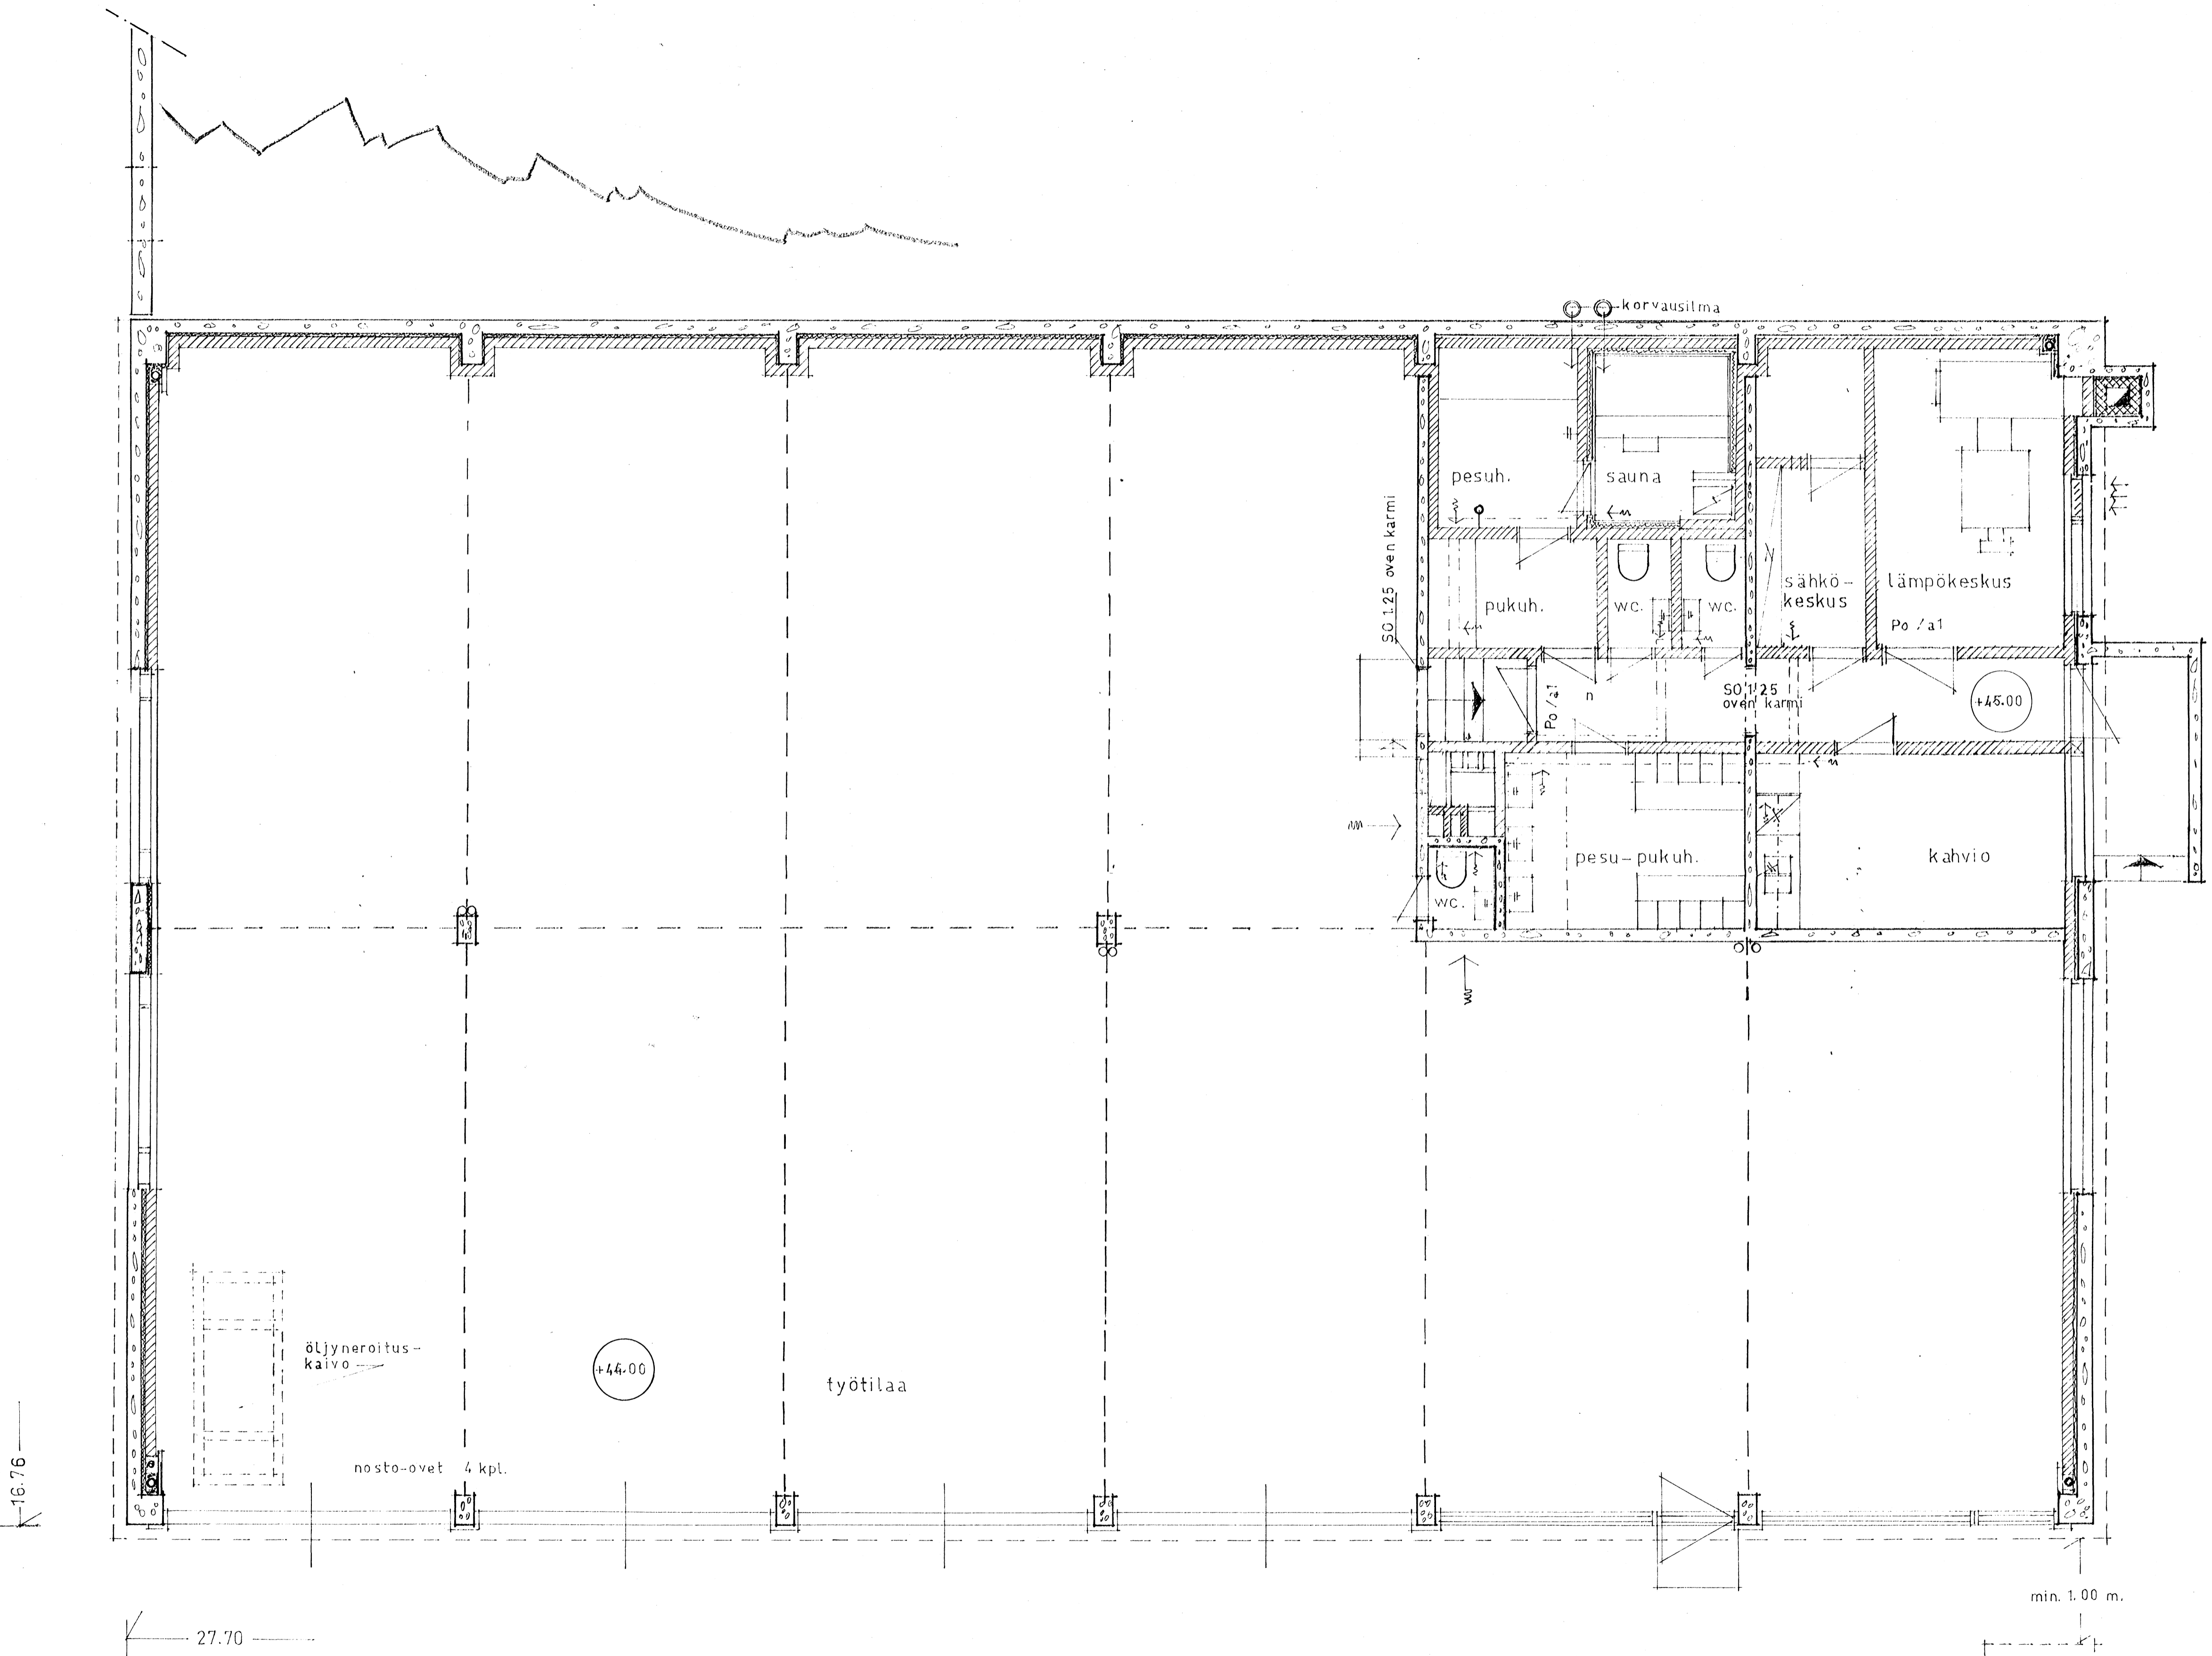 korvausilma
pesuh.
sauna
SO 1.25 oven karmi
pukuh.
wc.
wc.
sähkö-
keskus
lämpökeskus
Po /a1
Po /a1
n
SO 1.25
oven karmi
+45.00
pesu-pukuh.
kahvio
wc.
öljyneroitus-
kaivo
+44.00
työtilaa
nosto-ovet 4 kpl.
16.76
27.70
min. 1.00 m.